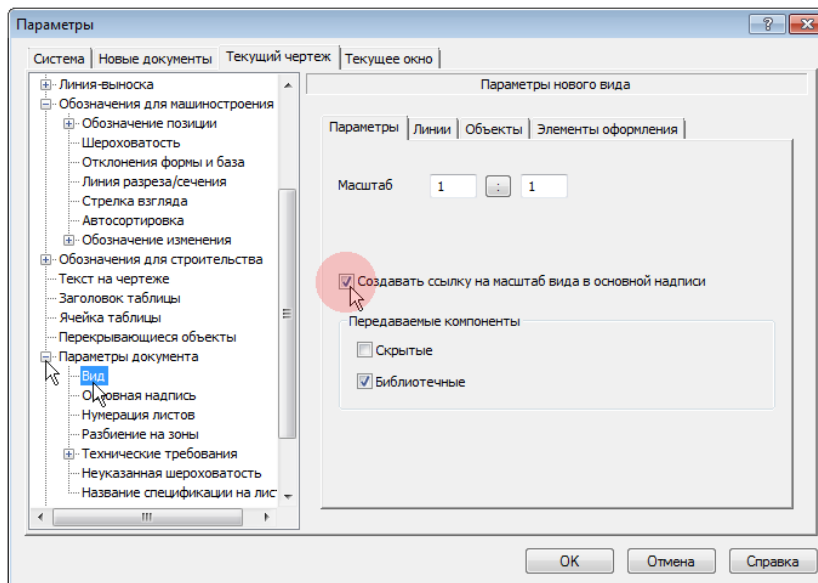 Параметры
Система
Новые документы
Текущий чертеж
Текущее окно
Линия-выноска
Обозначения для машиностроения
Обозначение позиции
Шероховатость
Отклонения формы и база
Линия разреза/сечения
Стрелка взгляда
Автосортировка
Обозначение изменения
Обозначения для строительства
Текст на чертеже
Заголовок таблицы
Ячейка таблицы
Перекрывающиеся объекты
Параметры документа
Вид
Основная надпись
Нумерация листов
Разбиение на зоны
Технические требования
Неуказанная шероховатость
Название спецификации на лис
Параметры нового вида
Параметры
Линии
Объекты
Элементы оформления
Масштаб 1 : 1
Создавать ссылку на масштаб вида в основной надписи
Передаваемые компоненты
Скрытые
Библиотечные
OK
Отмена
Справка